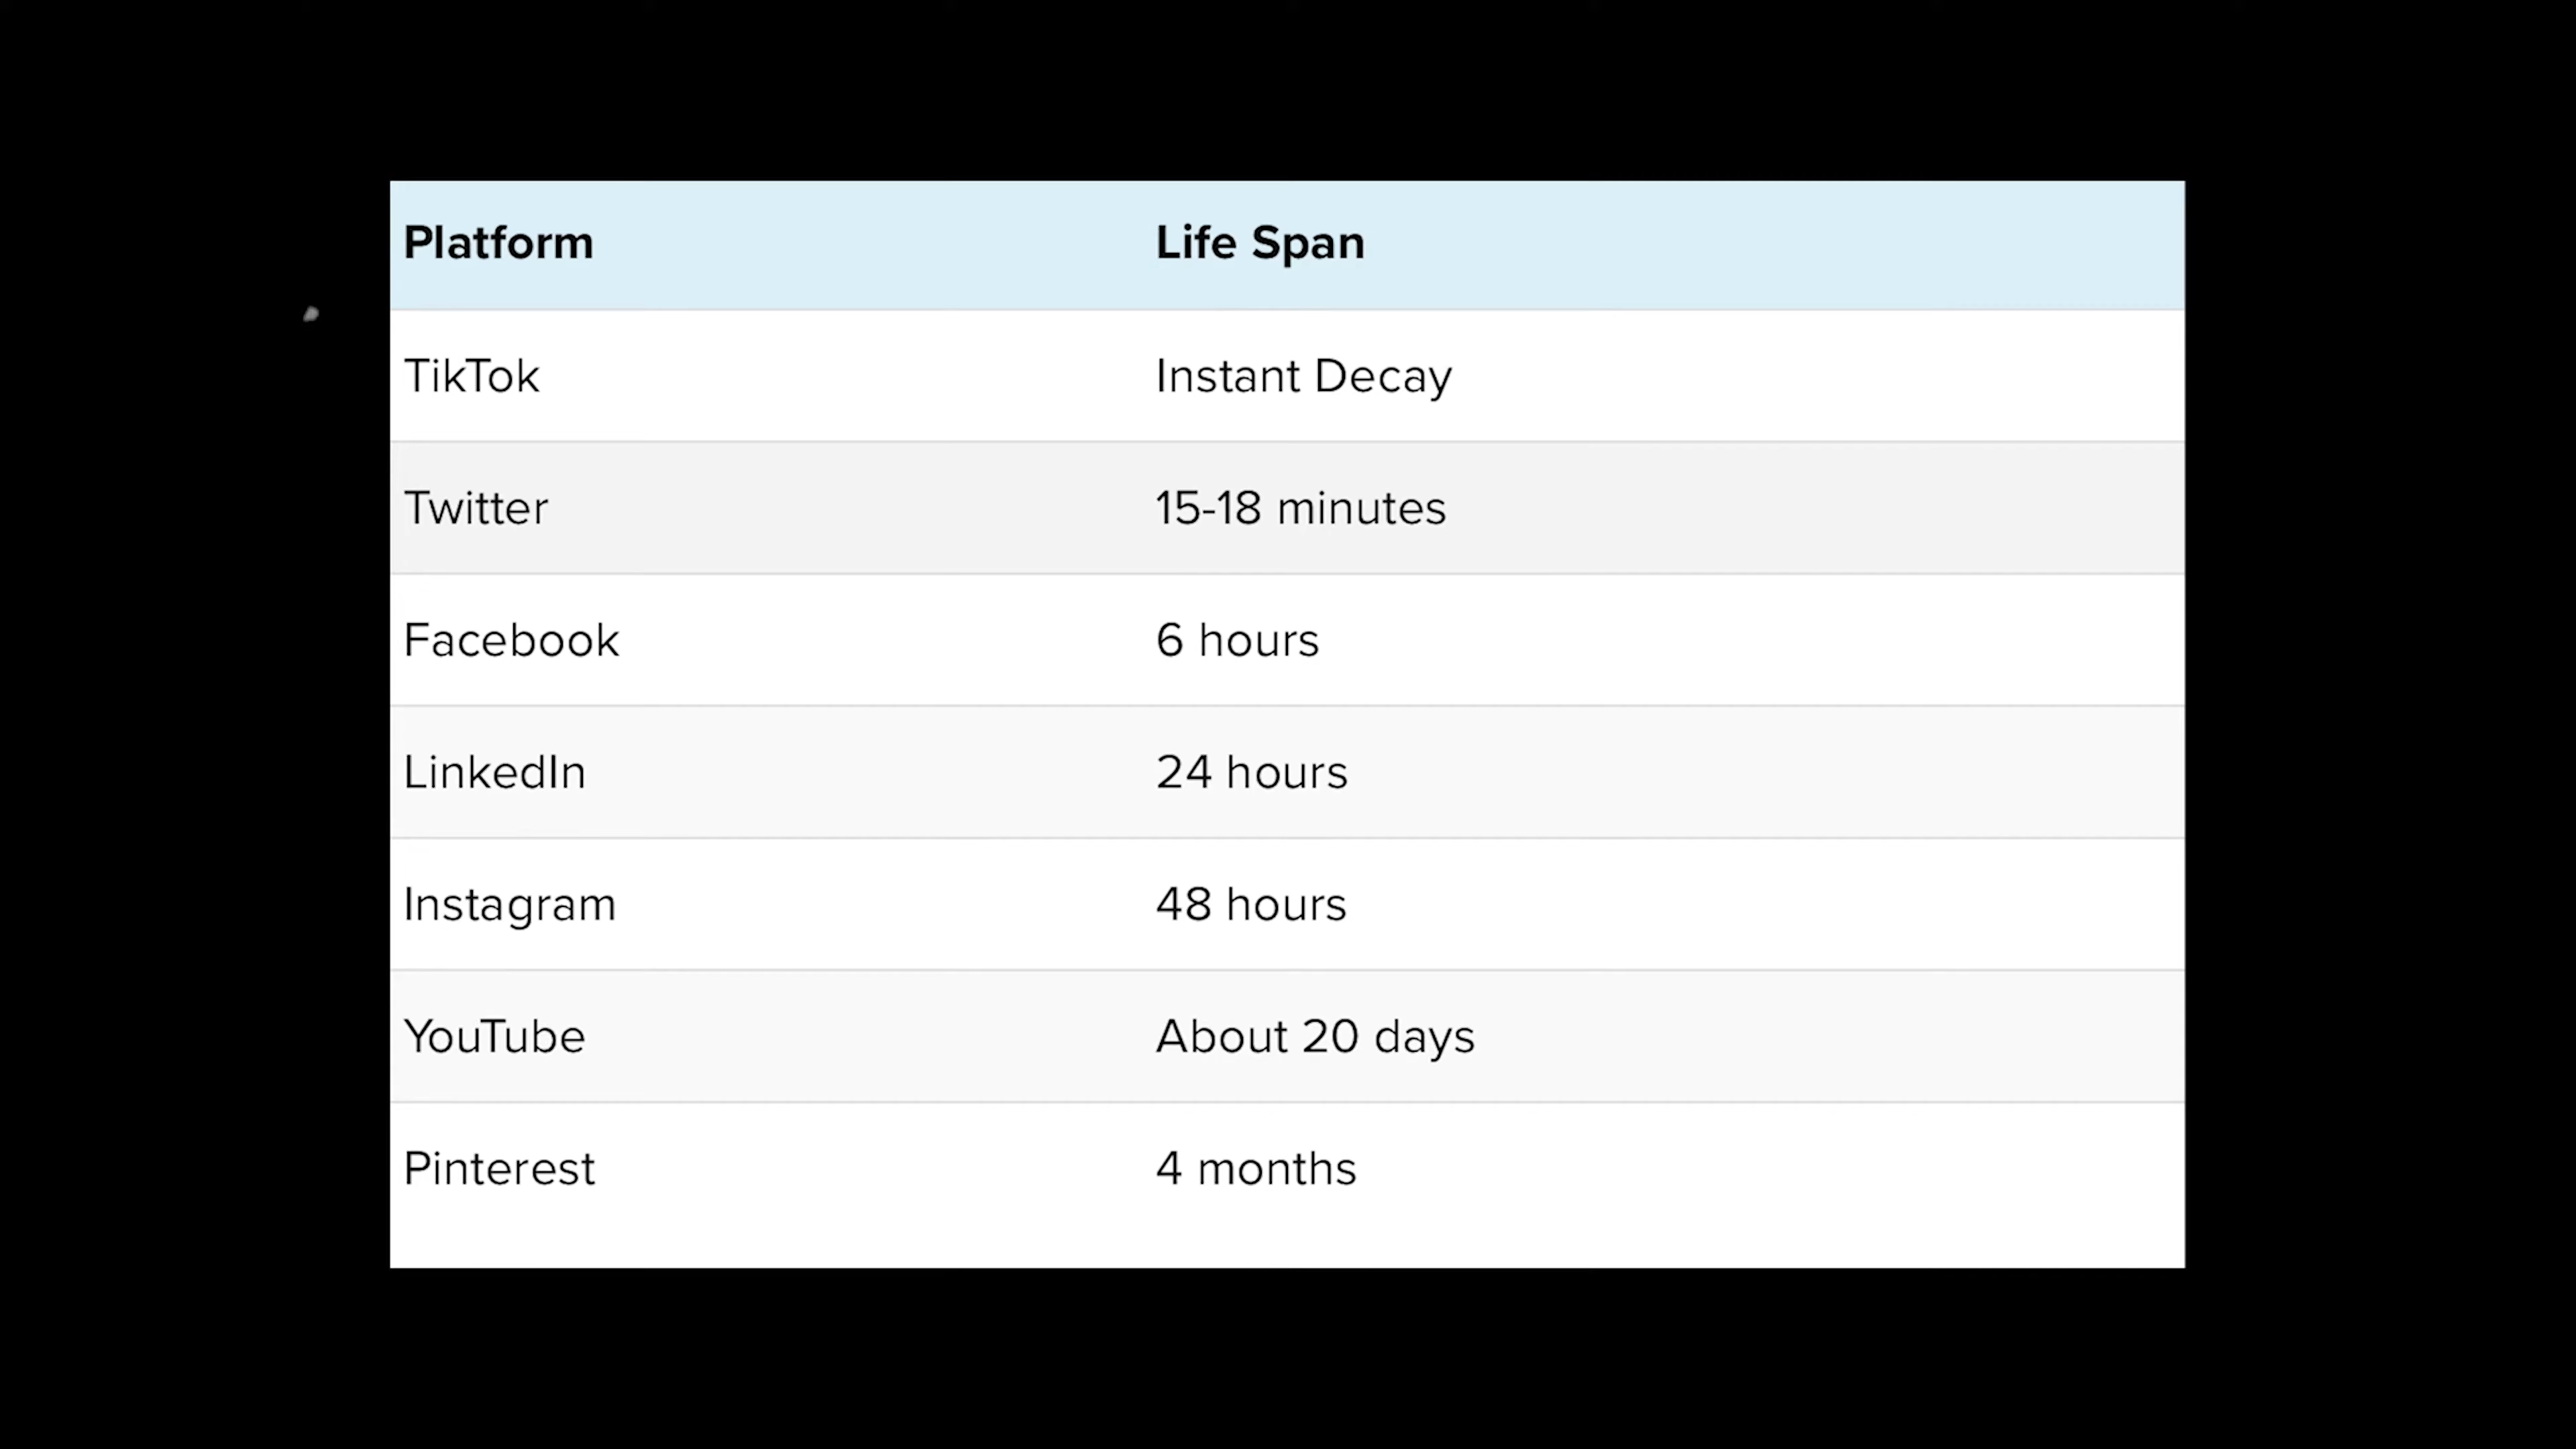 Platform Life Span
TikTok Instant Decay
Twitter 15-18 minutes
Facebook 6 hours
LinkedIn 24 hours
Instagram 48 hours
YouTube About 20 days
Pinterest 4 months